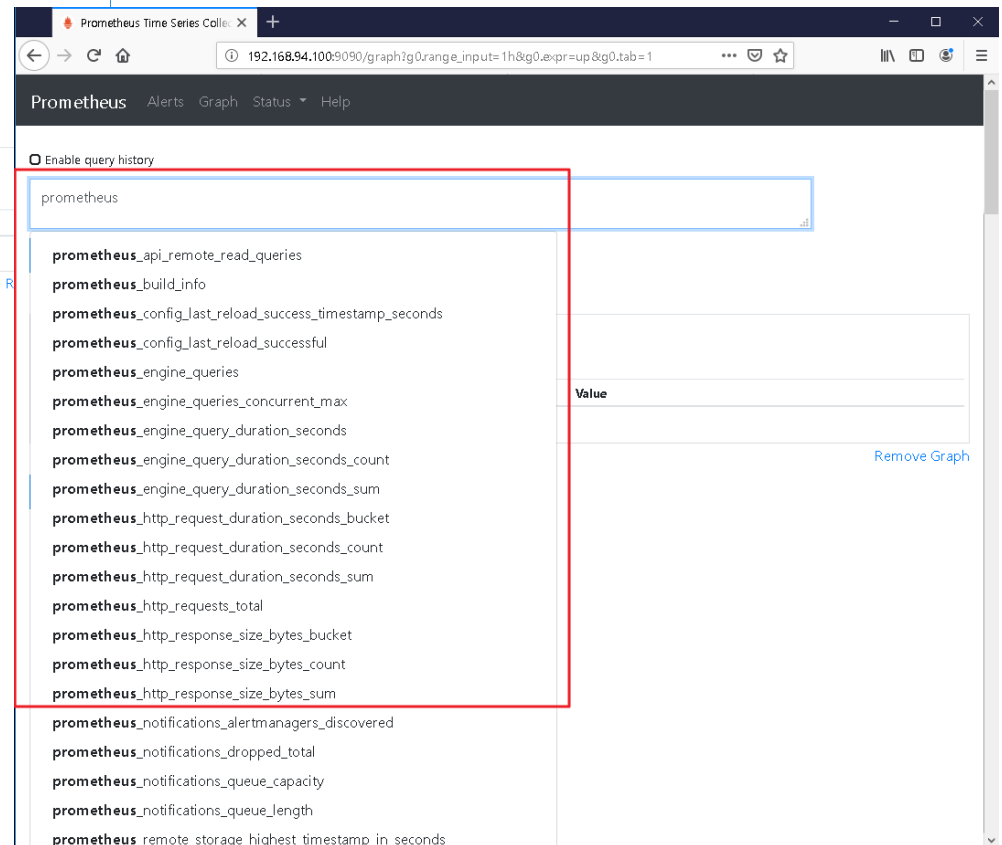 Prometheus Time Series Collec
192.168.94.100:9090/graph?g0.range_input=1h&g0.expr=up&g0.tab=1
Prometheus Alerts Graph Status Help
Enable query history
prometheus
prometheus_api_remote_read_queries
prometheus_build_info
R
prometheus_config_last_reload_success_timestamp_seconds
prometheus_config_last_reload_successful
prometheus_engine_queries
Value
prometheus_engine_queries_concurrent_max
prometheus_engine_query_duration_seconds
Remove Graph
prometheus_engine_query_duration_seconds_count
prometheus_engine_query_duration_seconds_sum
prometheus_http_request_duration_seconds_bucket
prometheus_http_request_duration_seconds_count
prometheus_http_request_duration_seconds_sum
prometheus_http_requests_total
prometheus_http_response_size_bytes_bucket
prometheus_http_response_size_bytes_count
prometheus_http_response_size_bytes_sum
prometheus_notifications_alertmanagers_discovered
prometheus_notifications_dropped_total
prometheus_notifications_queue_capacity
prometheus_notifications_queue_length
prometheus_remote_storage_highest_timestamp_in_seconds